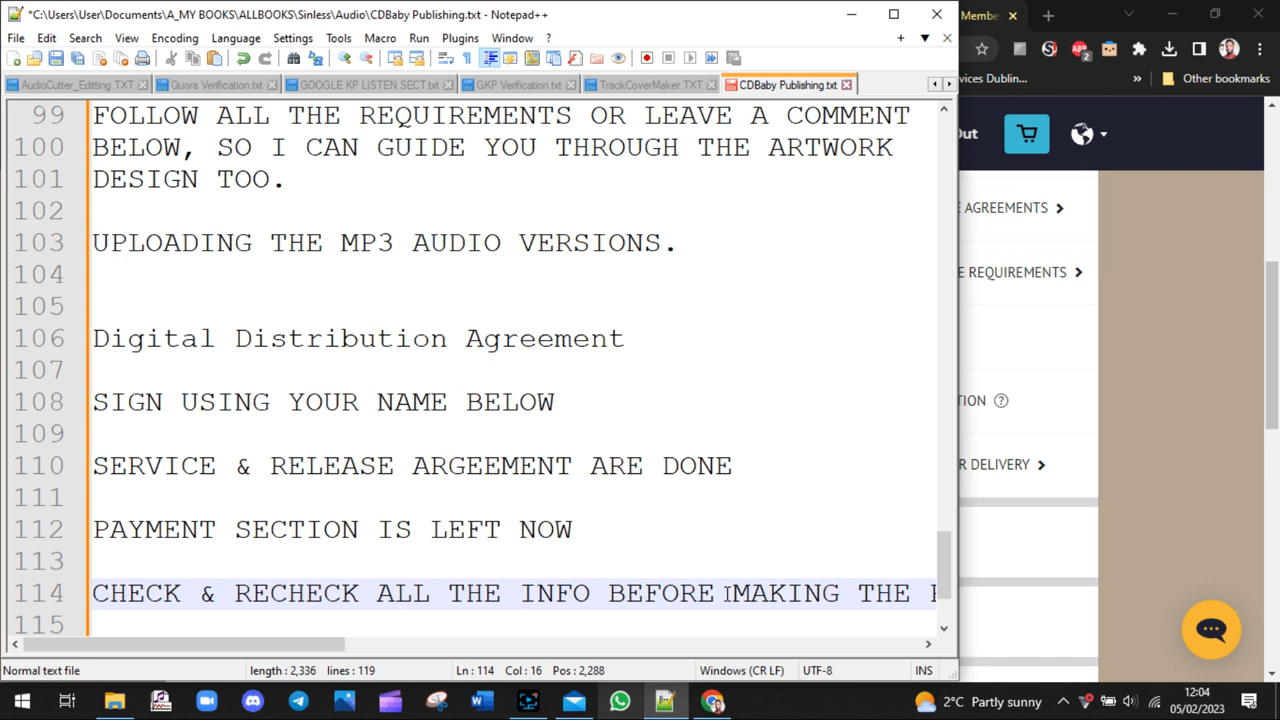 *C:\Users\User\Documents\A_MY BOOKS\ALLBOOKS\Sinless\Audio\CDBaby Publishing.txt - Notepad++
Membe
File Edit Search View Encoding Language Settings Tools Macro Run Plugins Window ?
vices Dublin...
Other bookmarks
AudioCutter_Editting.TXT
Quora Verification.txt
GOOGLE KP LISTEN SECT.txt
GKP Verification.txt
TrackCoverMaker.TXT
CDBaby Publishing.txt
99 FOLLOW ALL THE REQUIREMENTS OR LEAVE A COMMENT
100 BELOW, SO I CAN GUIDE YOU THROUGH THE ARTWORK
101 DESIGN TOO.
102
103 UPLOADING THE MP3 AUDIO VERSIONS.
104
105
106 Digital Distribution Agreement
107
108 SIGN USING YOUR NAME BELOW
109
110 SERVICE & RELEASE ARGEEMENT ARE DONE
111
112 PAYMENT SECTION IS LEFT NOW
113
114 CHECK & RECHECK ALL THE INFO BEFORE MAKING THE
115
Out
E AGREEMENTS
E REQUIREMENTS
TION
R DELIVERY
Normal text file
length : 2,336 lines : 119
Ln : 114 Col : 16 Pos : 2,288
Windows (CR LF)
UTF-8
INS
2°C Partly sunny
12:04
05/02/2023